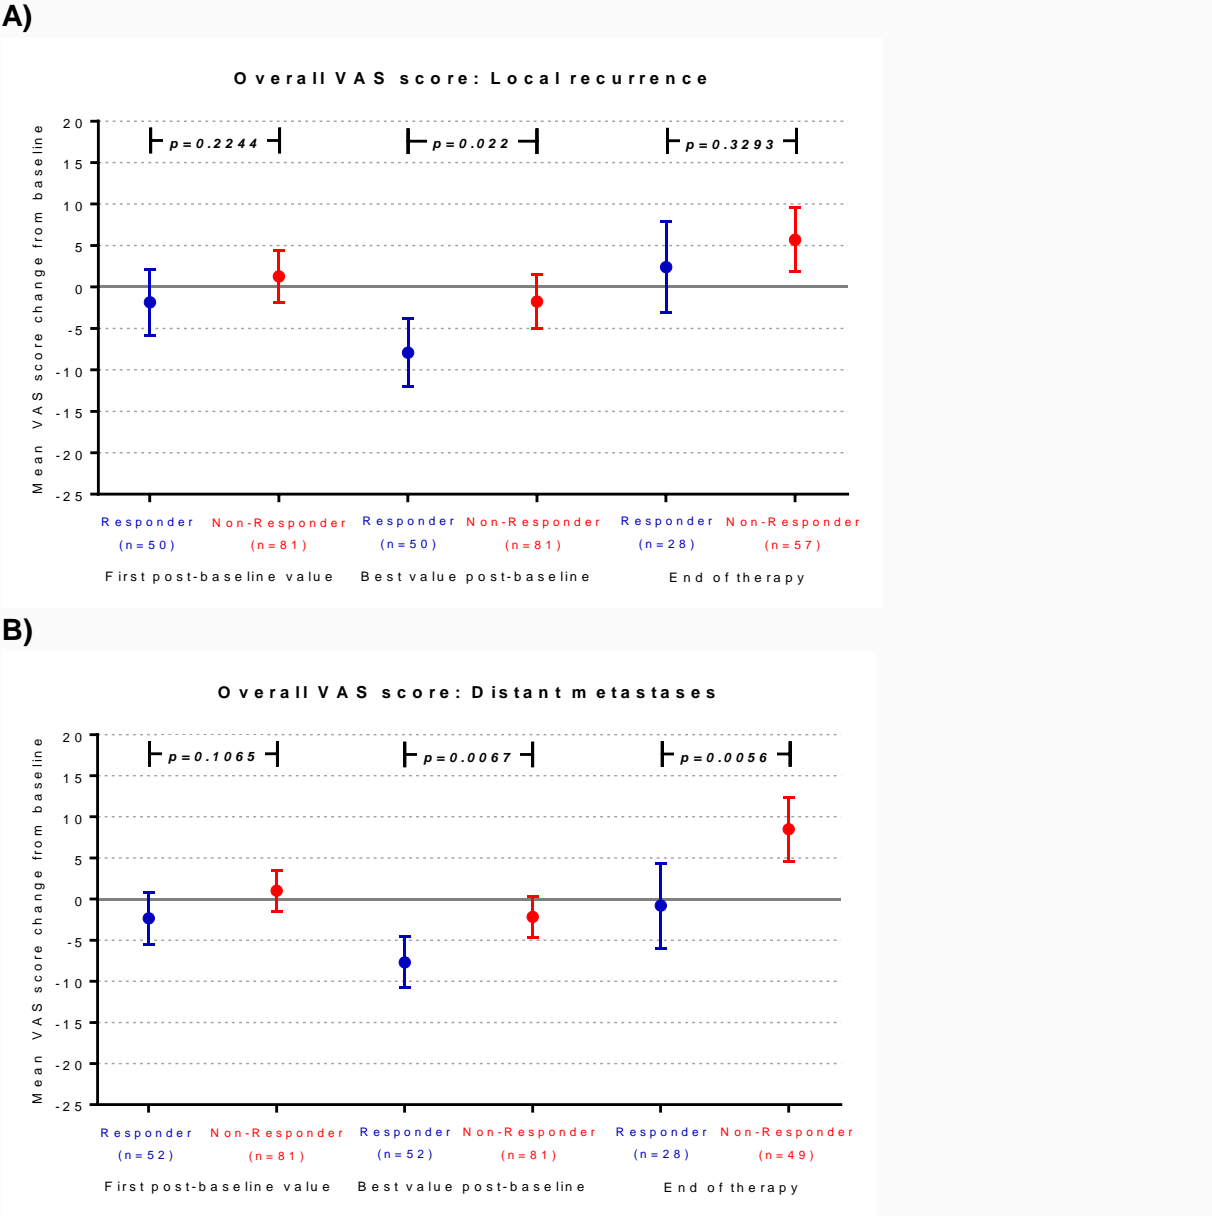 A)
Overall VAS score: Local recurrence
Mean VAS score change from baseline
20
15
10
5
0
-5
-10
-15
-20
-25
p=0.2244
p=0.022
p=0.3293
Responder Non-Responder Responder Non-Responder Responder Non-Responder
(n=50) (n=81) (n=50) (n=81) (n=28) (n=57)
First post-baseline value Best value post-baseline End of therapy
B)
Overall VAS score: Distant metastases
Mean VAS score change from baseline
20
15
10
5
0
-5
-10
-15
-20
-25
p=0.1065
p=0.0067
p=0.0056
Responder Non-Responder Responder Non-Responder Responder Non-Responder
(n=52) (n=81) (n=52) (n=81) (n=28) (n=49)
First post-baseline value Best value post-baseline End of therapy